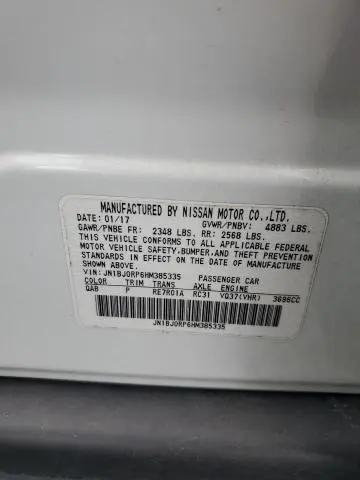 MANUFACTURED BY NISSAN MOTOR CO.,LTD.
DATE: 01/17 GVWR/PNBV: 4883 LBS.
GAWR/PNBE FR: 2348 LBS. RR: 2568 LBS.
THIS VEHICLE CONFORMS TO ALL APPLICABLE FEDERAL
MOTOR VEHICLE SAFETY, BUMPER, AND THEFT PREVENTION
STANDARDS IN EFFECT ON THE DATE OF MANUFACTURE
SHOWN ABOVE.
VIN: JN1BJ0RP6HM385335 PASSENGER CAR
COLOR TRIM TRANS AXLE ENGINE
QAB P RE7R01A RC31 VQ37(VHR) 3696CC
JN1BJ0RP6HM385335